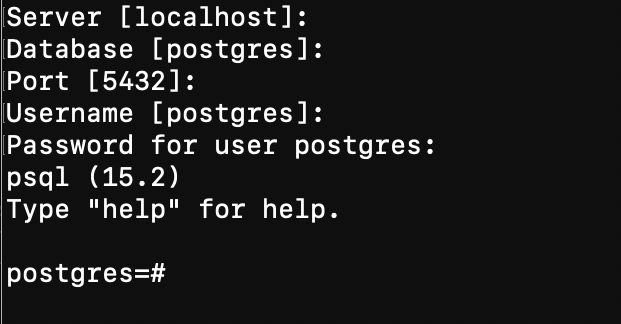 Server [localhost]:
Database [postgres]:
Port [5432]:
Username [postgres]:
Password for user postgres:
psql (15.2)
Type "help" for help.
postgres=#